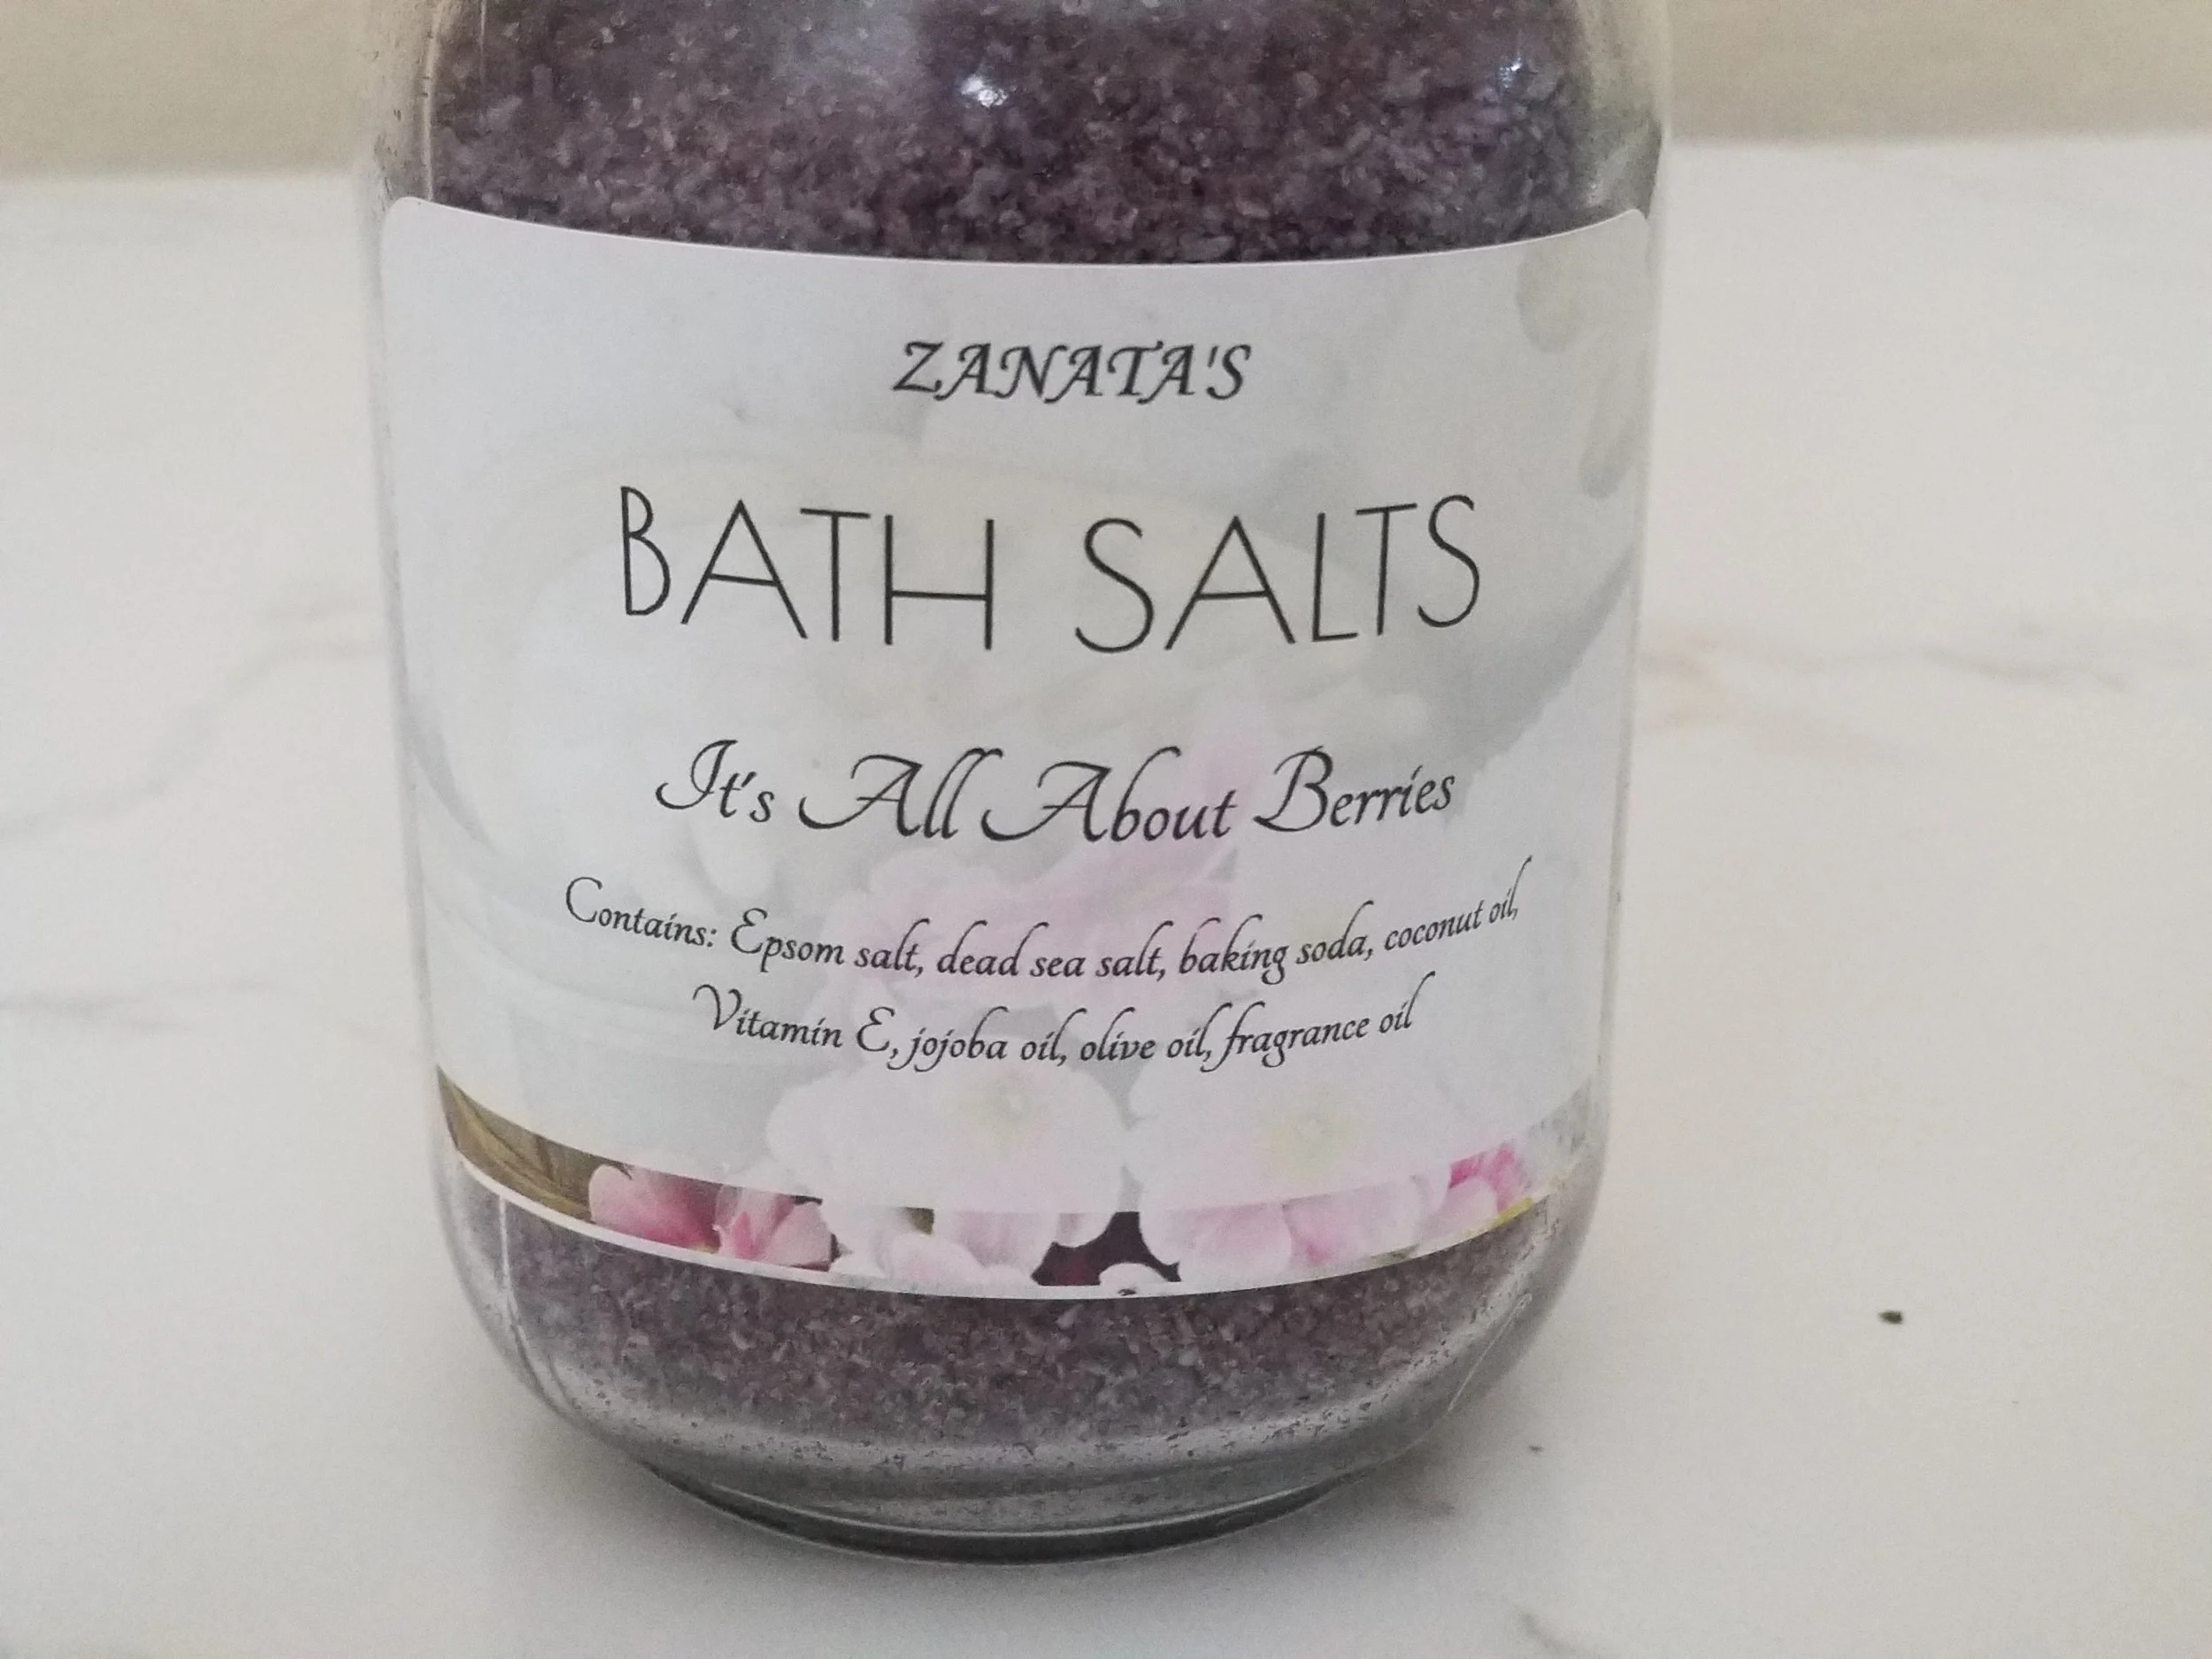 ZANATA'S
BATH SALTS
It's All About Berries
Contains: Epsom salt, dead sea salt, baking soda, coconut oil,
Vitamin E, jojoba oil, olive oil, fragrance oil